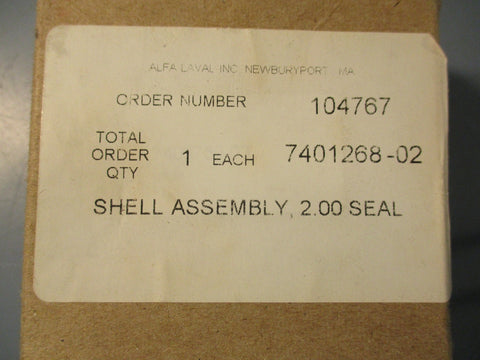 ALFA LAVAL INC. NEWBURYPORT, MA
ORDER NUMBER 104767
TOTAL
ORDER
QTY 1 EACH 7401268-02
SHELL ASSEMBLY, 2.00 SEAL